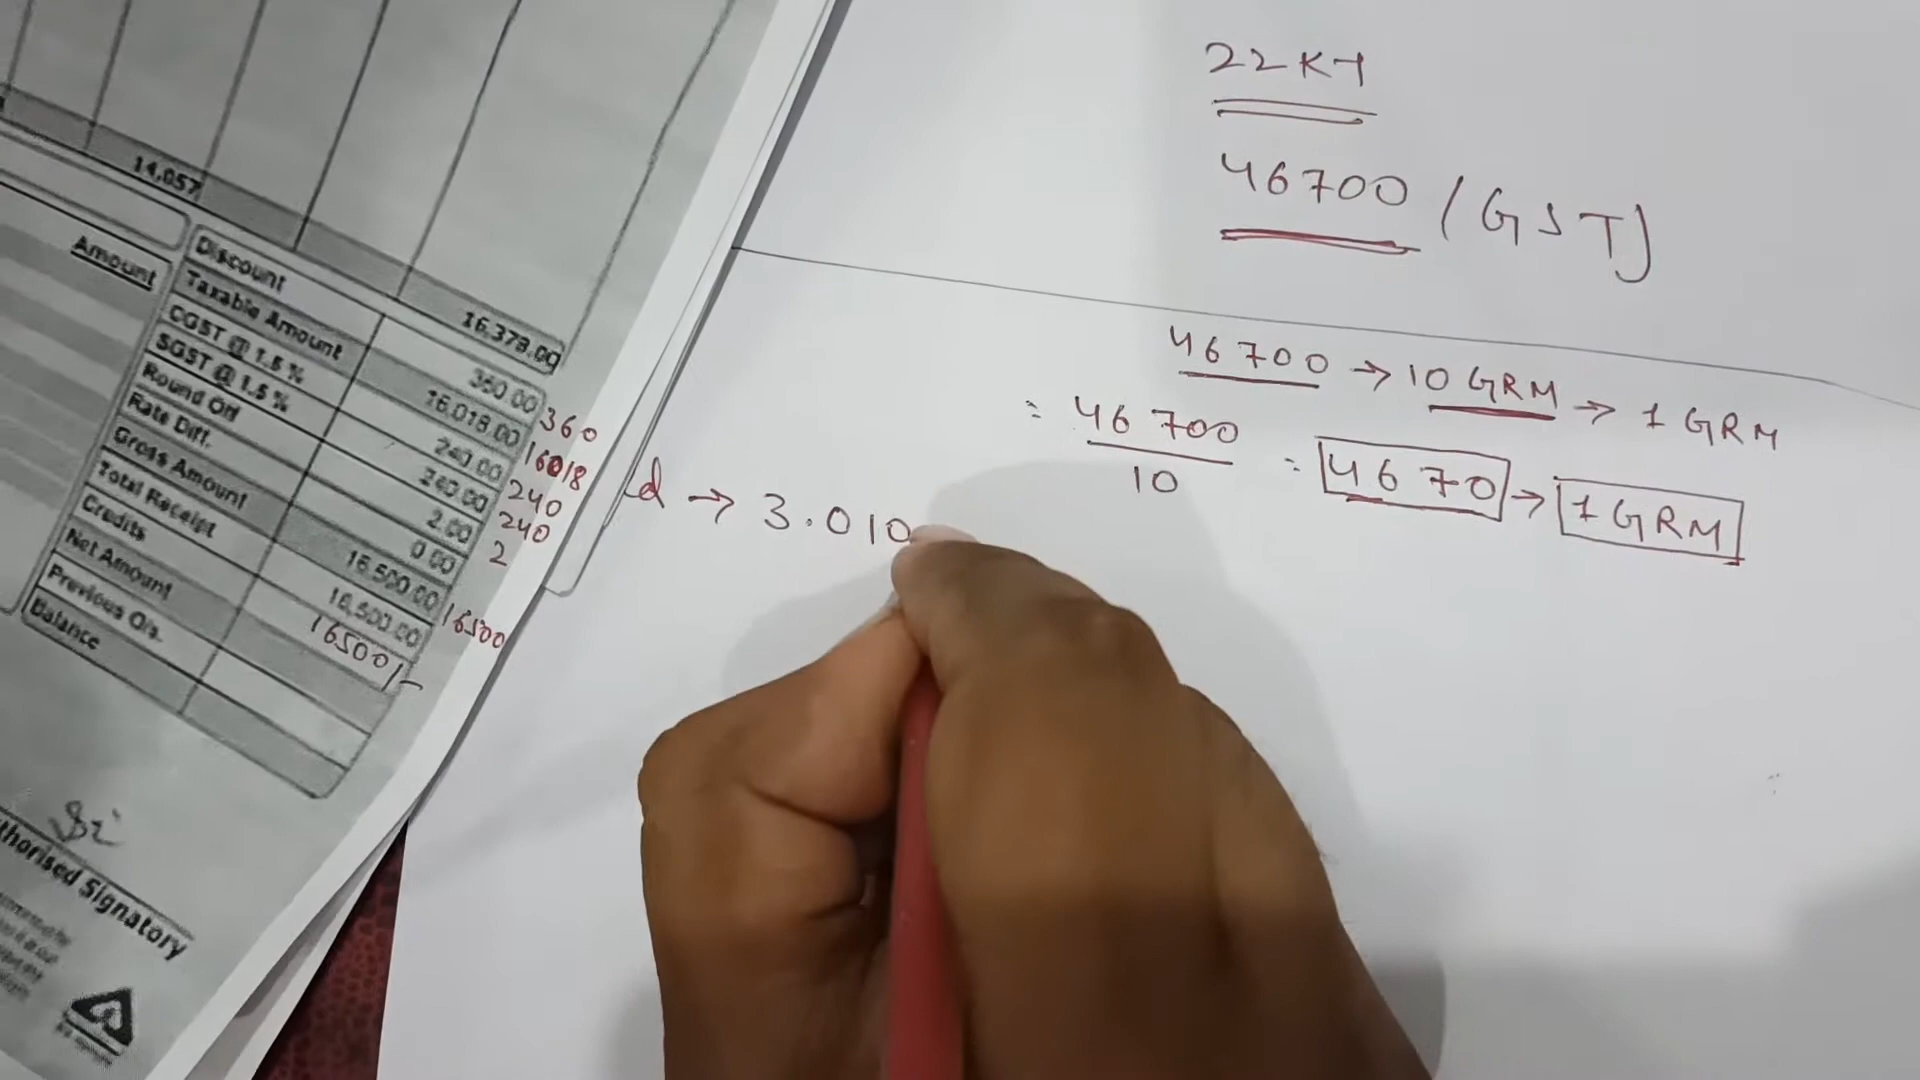 14,057
16,378.00
Amount
Discount 360.00 360
Taxable Amount 16,018.00 16018
CGST @ 1.5 % 240.00 240
SGST @ 1.5 % 240.00 240
Round Off 2.00 2
Rate Diff. 0.00
Gross Amount 16,500.00 16500
Total Receipt 16,500.00
Credits 16500/-
Net Amount
Previous O/s.
Balance
Authorised Signatory
22Kt
46700 (GST)
46700 → 10 GRM → 1 GRM
= 46700 / 10 = 4670 → 1 GRM
d → 3.010